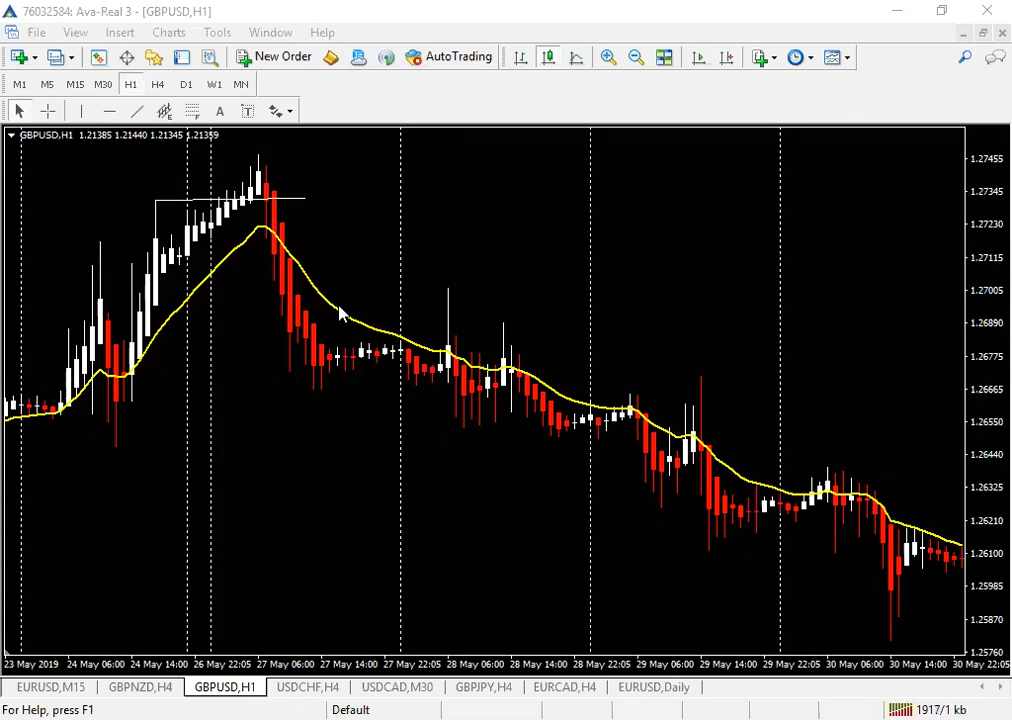 76032584: Ava-Real 3 - [GBPUSD,H1]
File View Insert Format Charts Tools Window Help
New Order AutoTrading
M1 M5 M15 M30 H1 H4 D1 W1 MN
A T
GBPUSD,H1 1.21385 1.21440 1.21345 1.21359
1.27455
1.27345
1.27230
1.27115
1.27005
1.26890
1.26775
1.26665
1.26550
1.26440
1.26325
1.26210
1.26100
1.25985
1.25870
1.25760
23 May 2019 24 May 06:00 24 May 14:00 26 May 22:05 27 May 06:00 27 May 14:00 27 May 22:05 28 May 06:00 28 May 14:00 28 May 22:05 29 May 06:00 29 May 14:00 29 May 22:05 30 May 06:00 30 May 14:00 30 May 22:05
EURUSD,M15 GBPNZD,H4 GBPUSD,H1 USDCHF,H4 USDCAD,M30 GBPJPY,H4 EURCAD,H4 EURUSD,Daily
For Help, press F1 Default 1917/1 kb